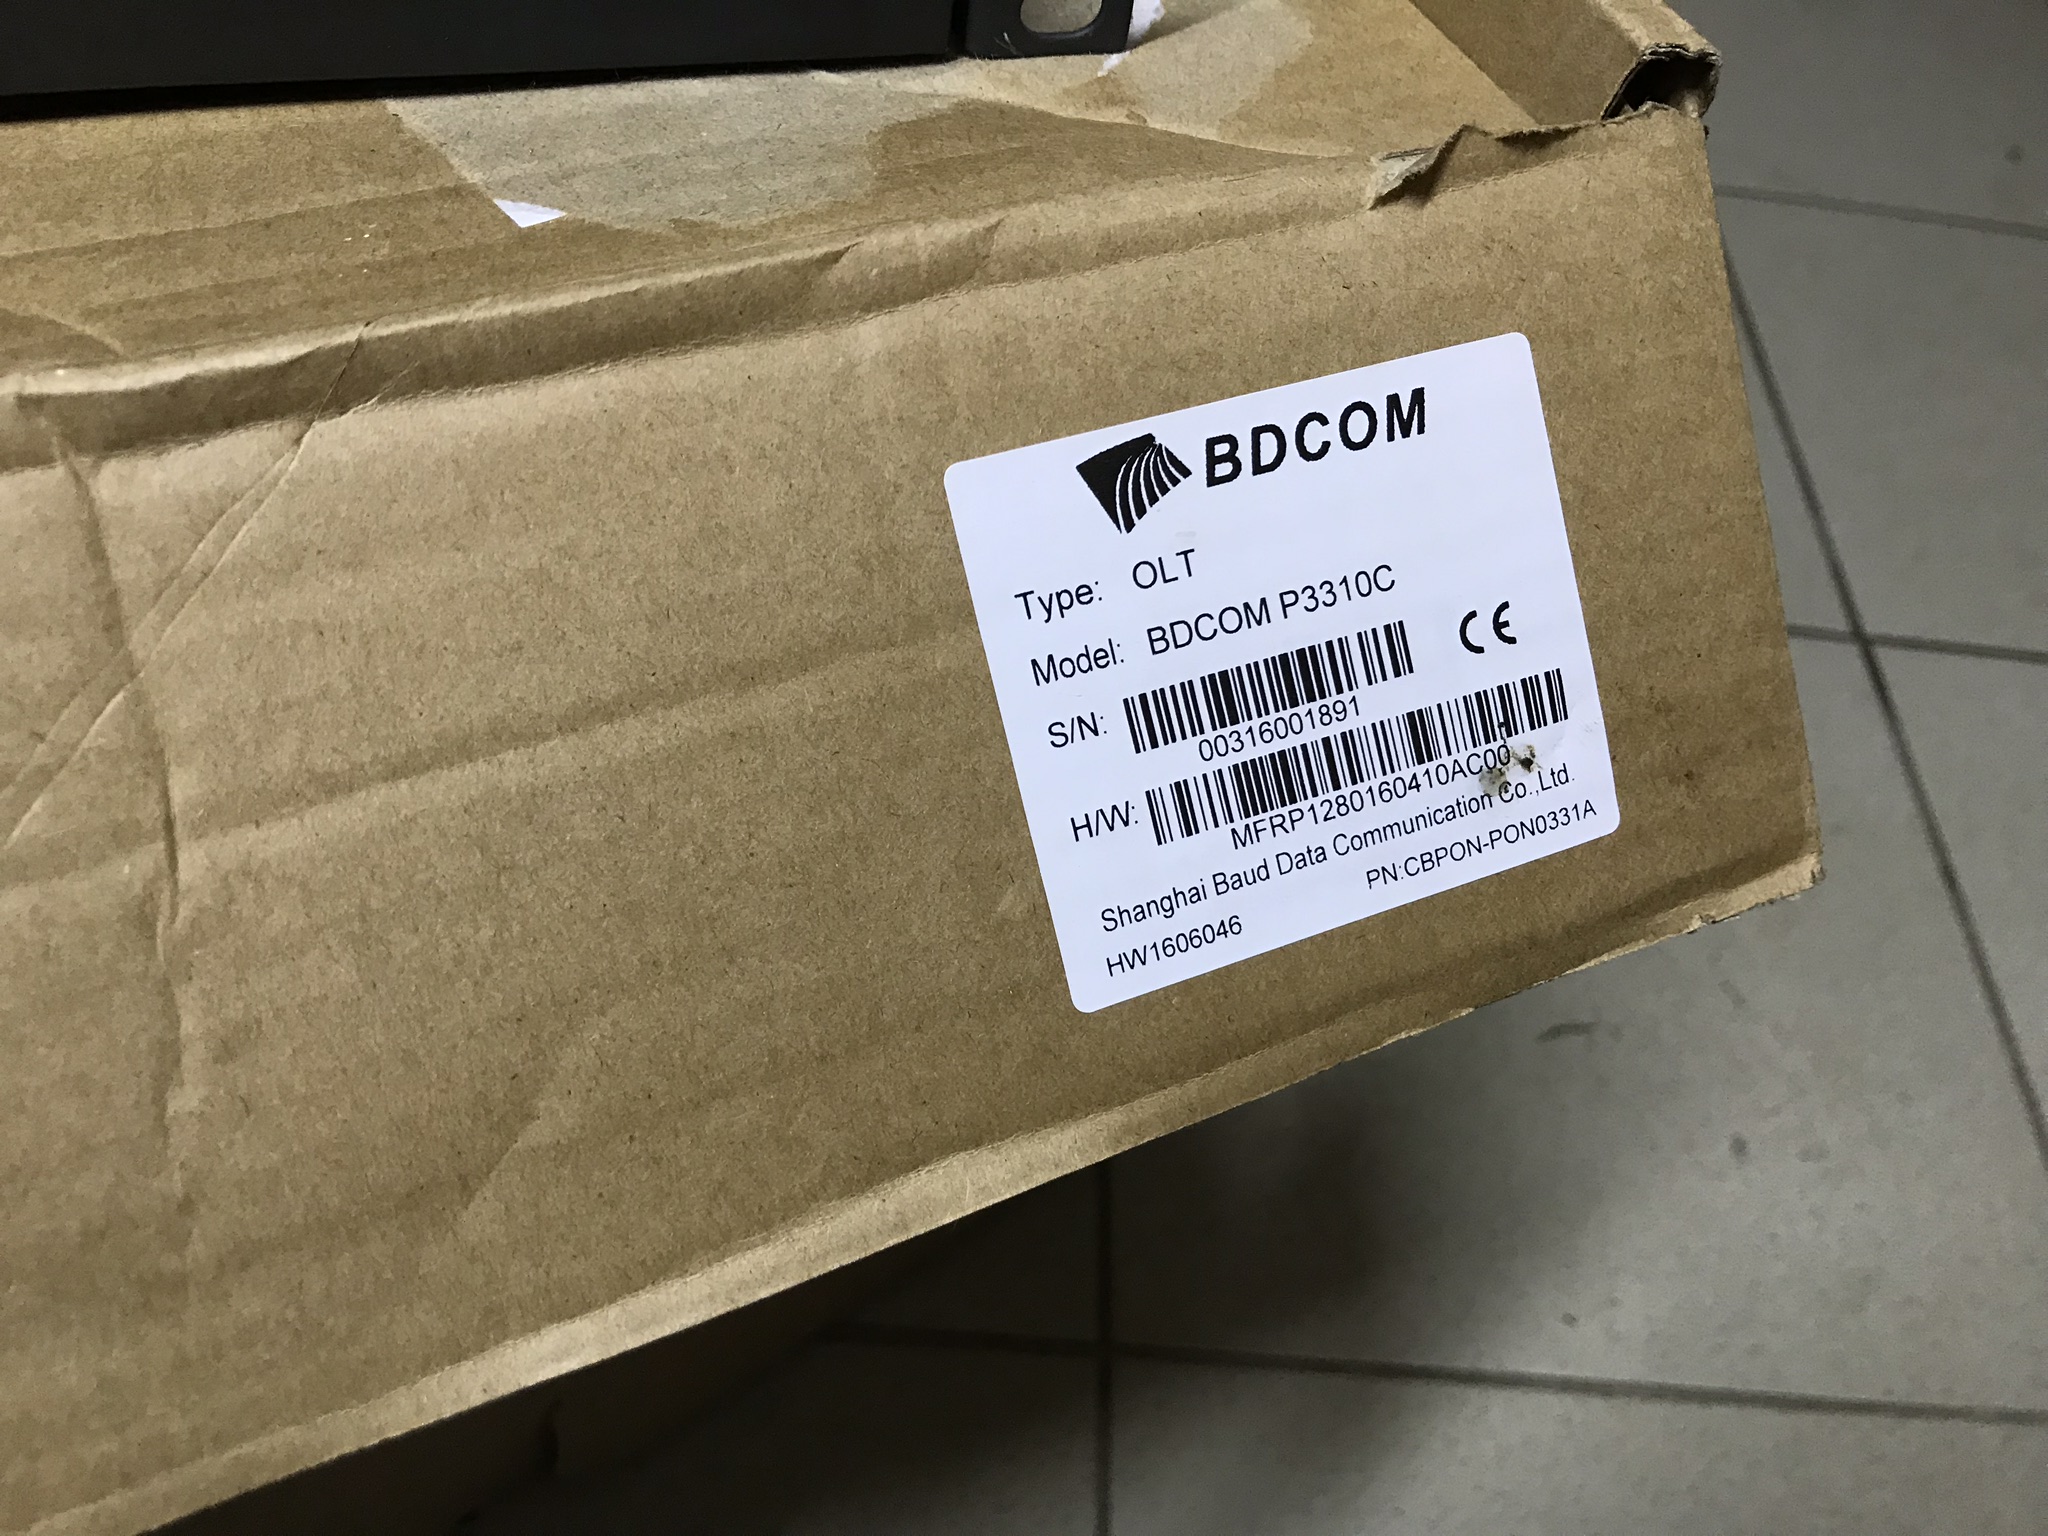 BDCOM
Type: OLT
Model: BDCOM P3310C
CE
S/N:
00316001891
H/W:
MFRP1280160410AC00
Shanghai Baud Data Communication Co.,Ltd.
HW1606046 PN:CBPON-PON0331A